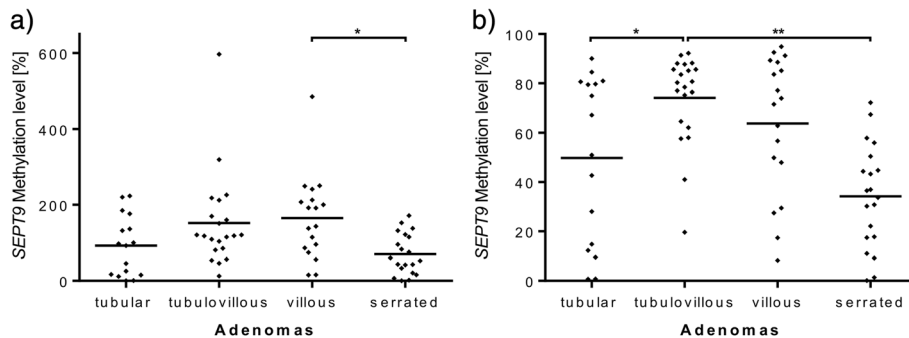 a)
SEPT9 Methylation level [%]
600
400
200
0
*
tubular tubulovillous villous serrated
Adenomas
b)
SEPT9 Methylation level [%]
100
80
60
40
20
0
* **
tubular tubulovillous villous serrated
Adenomas